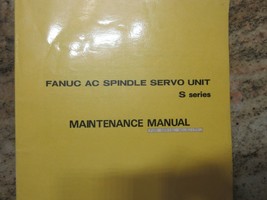 FANUC AC SPINDLE SERVO UNIT
S series
MAINTENANCE MANUAL